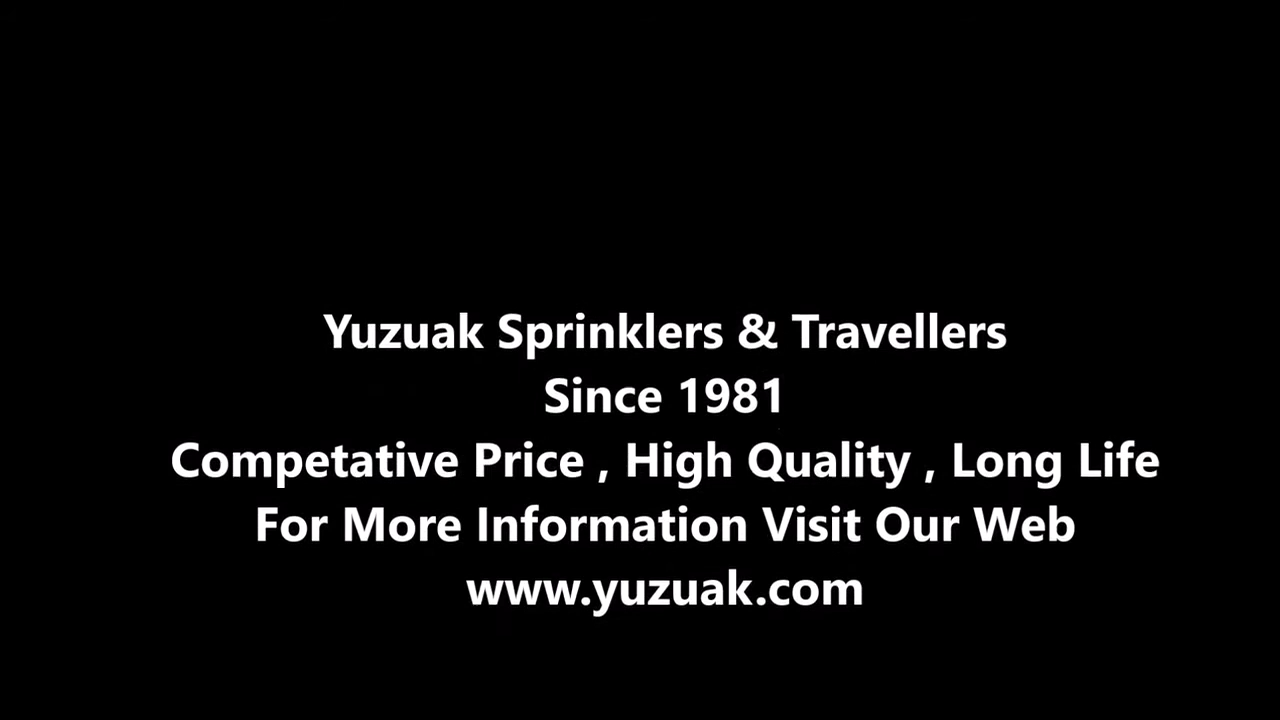 Yuzuak Sprinklers & Travellers
Since 1981
Competative Price , High Quality , Long Life
For More Information Visit Our Web
www.yuzuak.com